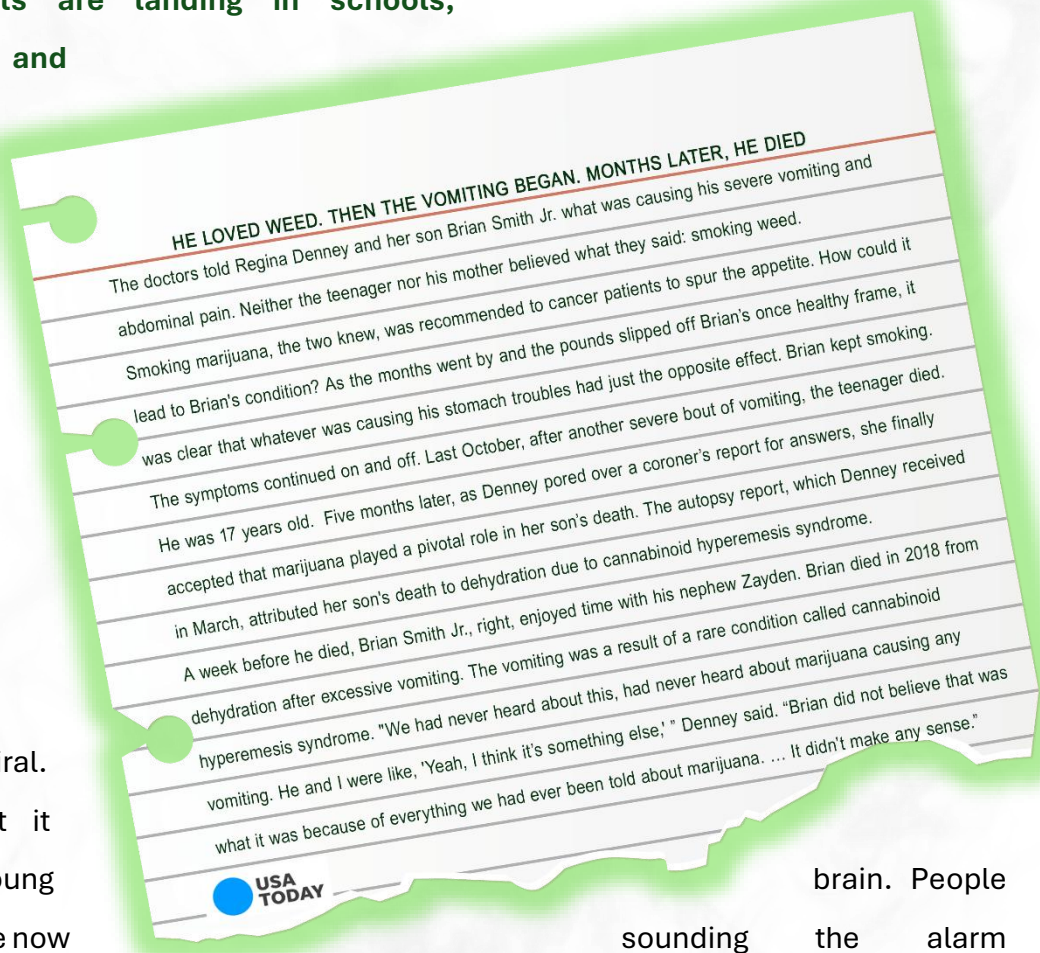 ts are landing in schools,
and
HE LOVED WEED. THEN THE VOMITING BEGAN. MONTHS LATER, HE DIED
The doctors told Regina Denney and her son Brian Smith Jr. what was causing his severe vomiting and
abdominal pain. Neither the teenager nor his mother believed what they said: smoking weed.
Smoking marijuana, the two knew, was recommended to cancer patients to spur the appetite. How could it
lead to Brian's condition? As the months went by and the pounds slipped off Brian's once healthy frame, it
was clear that whatever was causing his stomach troubles had just the opposite effect. Brian kept smoking.
The symptoms continued on and off. Last October, after another severe bout of vomiting, the teenager died.
He was 17 years old. Five months later, as Denney pored over a coroner's report for answers, she finally
accepted that marijuana played a pivotal role in her son's death. The autopsy report, which Denney received
in March, attributed her son's death to dehydration due to cannabinoid hyperemesis syndrome.
A week before he died, Brian Smith Jr., right, enjoyed time with his nephew Zayden. Brian died in 2018 from
dehydration after excessive vomiting. The vomiting was a result of a rare condition called cannabinoid
hyperemesis syndrome. "We had never heard about this, had never heard about marijuana causing any
vomiting. He and I were like, 'Yeah, I think it's something else,' ” Denney said. “Brian did not believe that was
what it was because of everything we had ever been told about marijuana. … It didn't make any sense.”
USA
TODAY
iral.
t it
oung brain. People
e now sounding the alarm